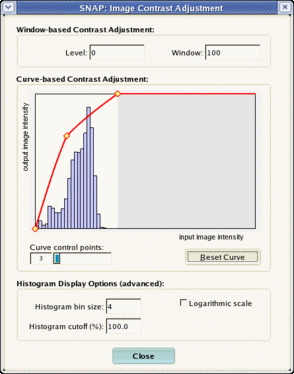 SNAP: Image Contrast Adjustment
Window-based Contrast Adjustment:
Level: 0 Window: 100
Curve-based Contrast Adjustment:
output image intensity
input image intensity
Curve control points:
3
Reset Curve
Histogram Display Options (advanced):
Histogram bin size: 4 Logarithmic scale
Histogram cutoff (%): 100.0
Close